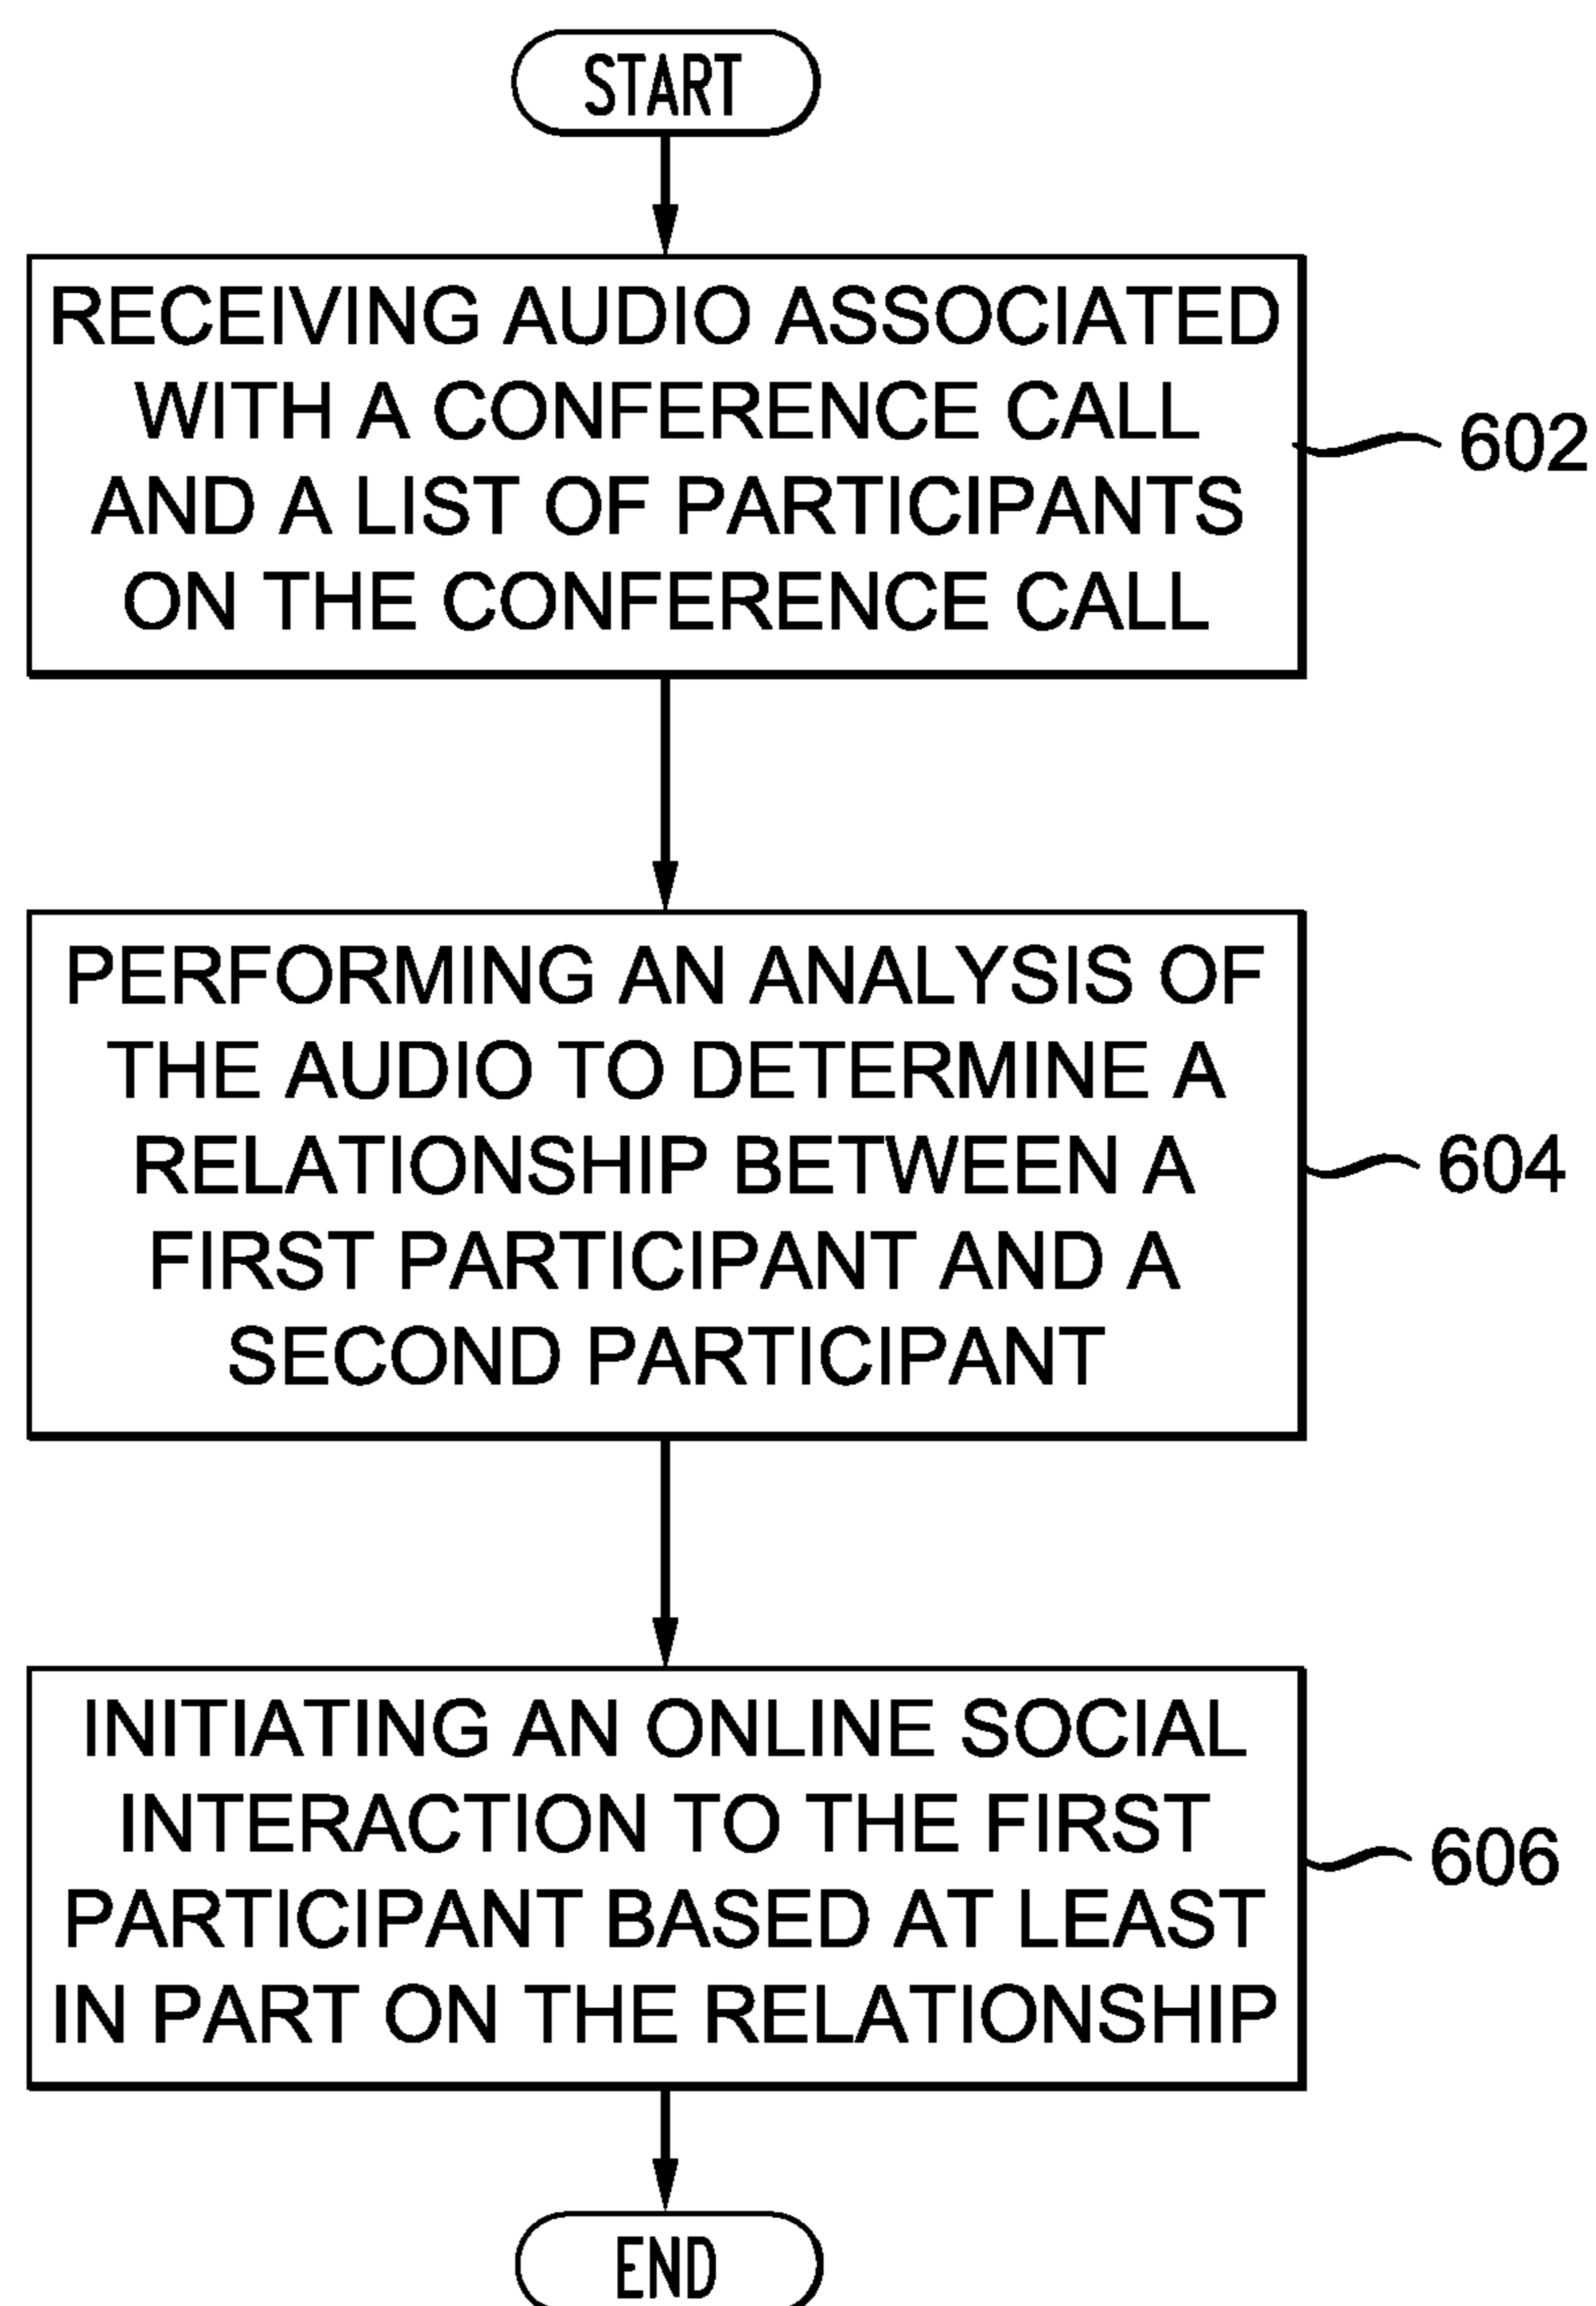 START
RECEIVING AUDIO ASSOCIATED
WITH A CONFERENCE CALL
AND A LIST OF PARTICIPANTS
ON THE CONFERENCE CALL
602
PERFORMING AN ANALYSIS OF
THE AUDIO TO DETERMINE A
RELATIONSHIP BETWEEN A
FIRST PARTICIPANT AND A
SECOND PARTICIPANT
604
INITIATING AN ONLINE SOCIAL
INTERACTION TO THE FIRST
PARTICIPANT BASED AT LEAST
IN PART ON THE RELATIONSHIP
606
END